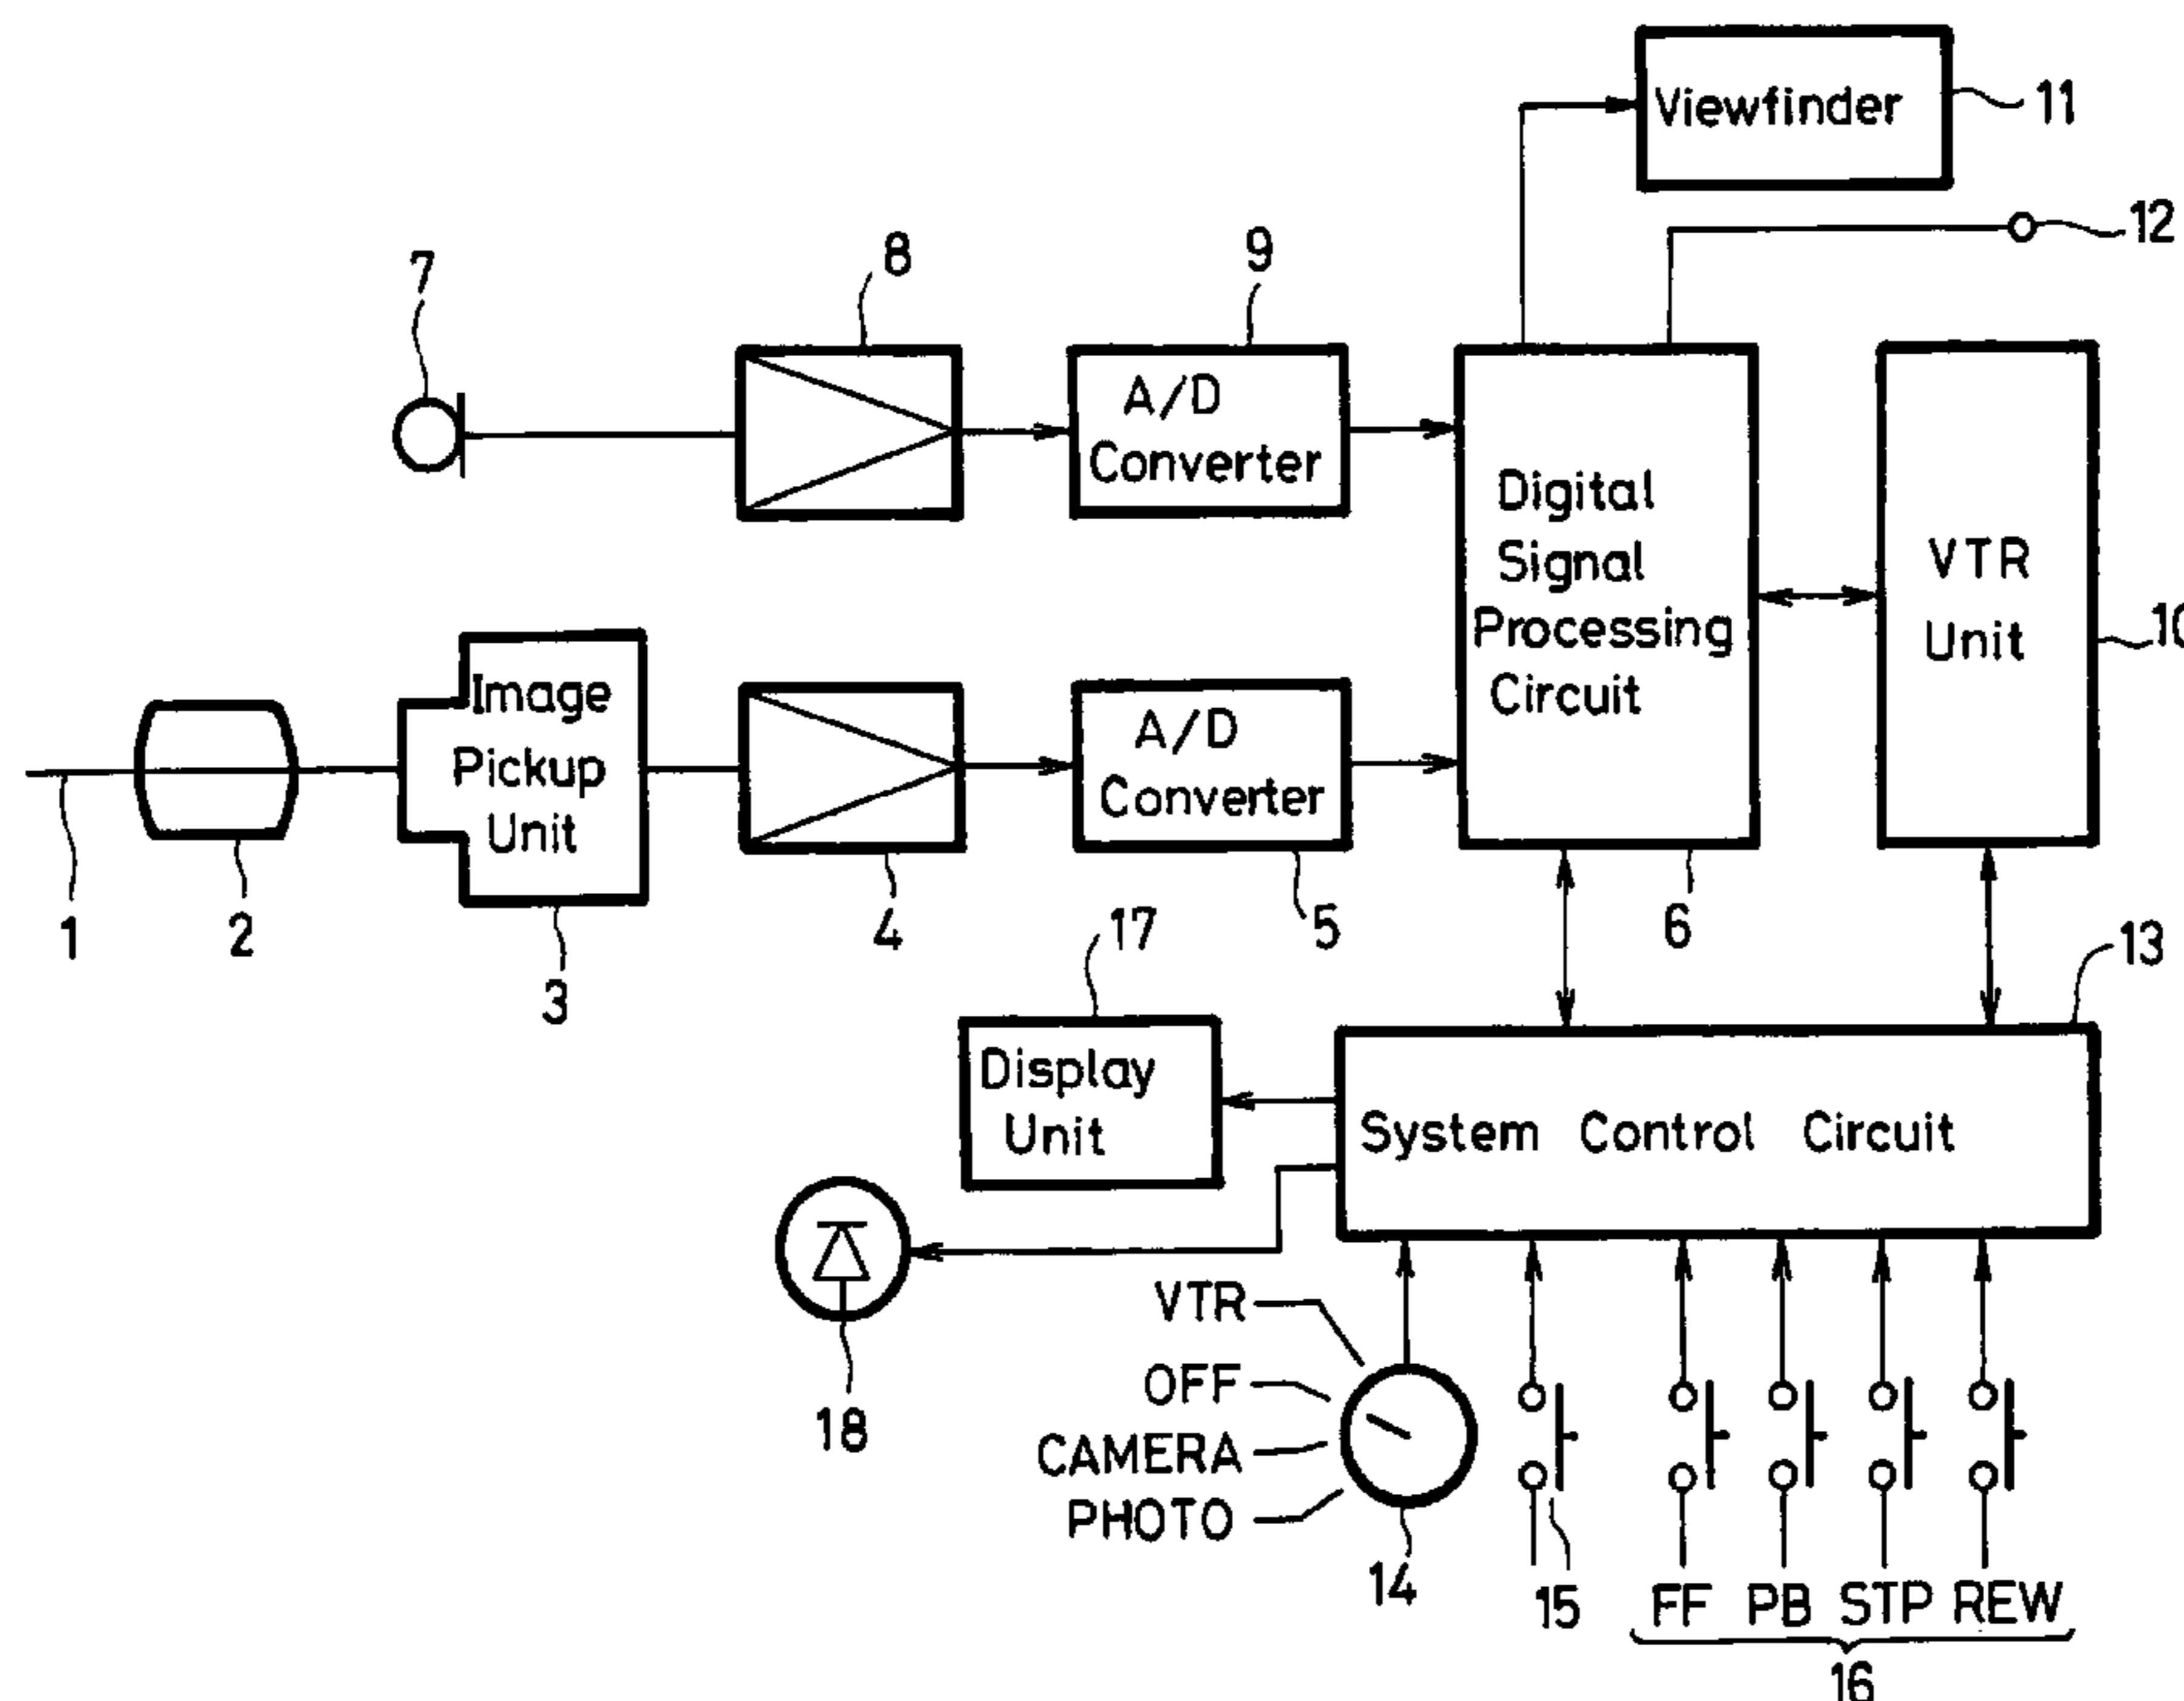 Viewfinder
11
12
7
8
9
A/D
Converter
Digital
Signal
Processing
Circuit
VTR
Unit
10
Image
Pickup
Unit
A/D
Converter
1
2
3
4
5
6
17
13
Display
Unit
System Control Circuit
18
VTR
OFF
CAMERA
PHOTO
14
15
FF PB STP REW
16